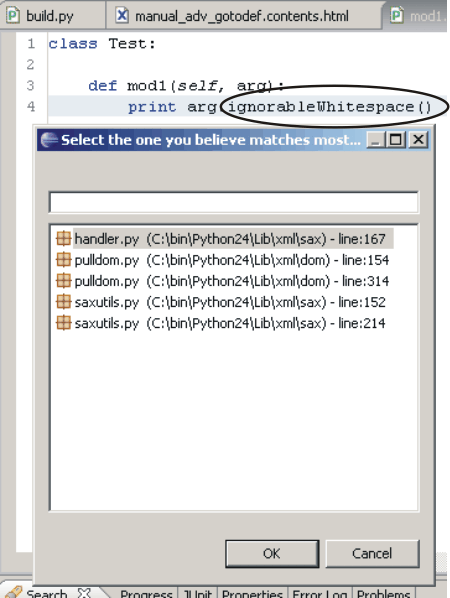 build.py manual_adv_gotodef.contents.html mod1.
1 class Test:
2
3 def mod1(self, arg):
4 print arg.ignorableWhitespace()
Select the one you believe matches most...
handler.py (C:\bin\Python24\Lib\xml\sax) - line:167
pulldom.py (C:\bin\Python24\Lib\xml\dom) - line:154
pulldom.py (C:\bin\Python24\Lib\xml\dom) - line:314
saxutils.py (C:\bin\Python24\Lib\xml\sax) - line:152
saxutils.py (C:\bin\Python24\Lib\xml\sax) - line:214
OK Cancel
Search Progress JUnit Properties Error Log Problems